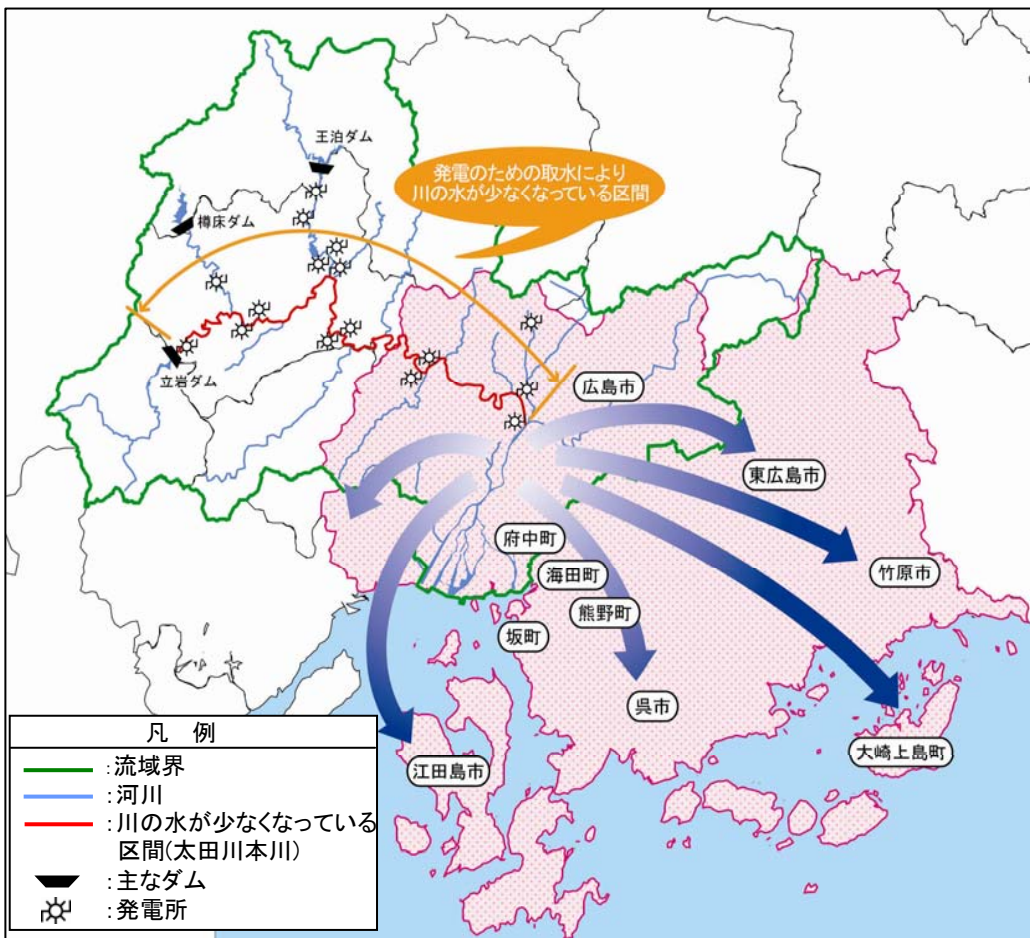 王泊ダム
発電のための取水により
川の水が少なくなっている区間
樽床ダム
立岩ダム
広島市
東広島市
府中町
竹原市
海田町
熊野町
坂町
呉市
大崎上島町
江田島市
凡 例
:流域界
:河川
:川の水が少なくなっている
区間(太田川本川)
:主なダム
:発電所